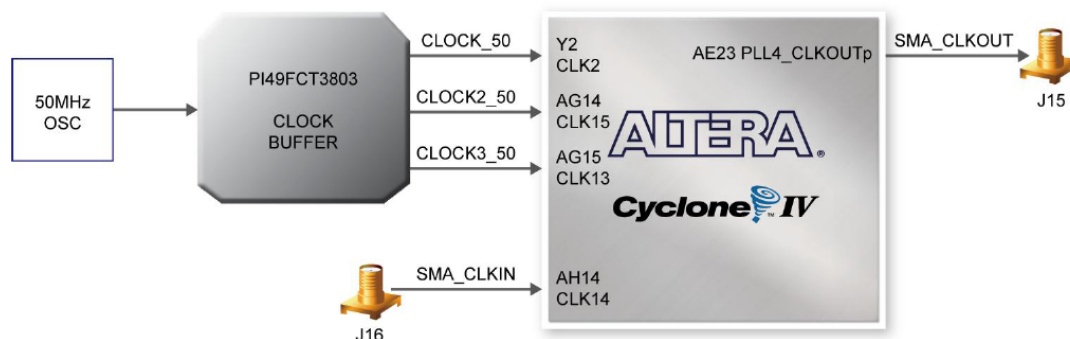 50MHz
OSC
PI49FCT3803
CLOCK
BUFFER
CLOCK_50
CLOCK2_50
CLOCK3_50
SMA_CLKIN
J16
Y2
CLK2
AG14
CLK15
AG15
CLK13
AH14
CLK14
AE23 PLL4_CLKOUTp
ALTERA®
Cyclone™ IV
SMA_CLKOUT
J15